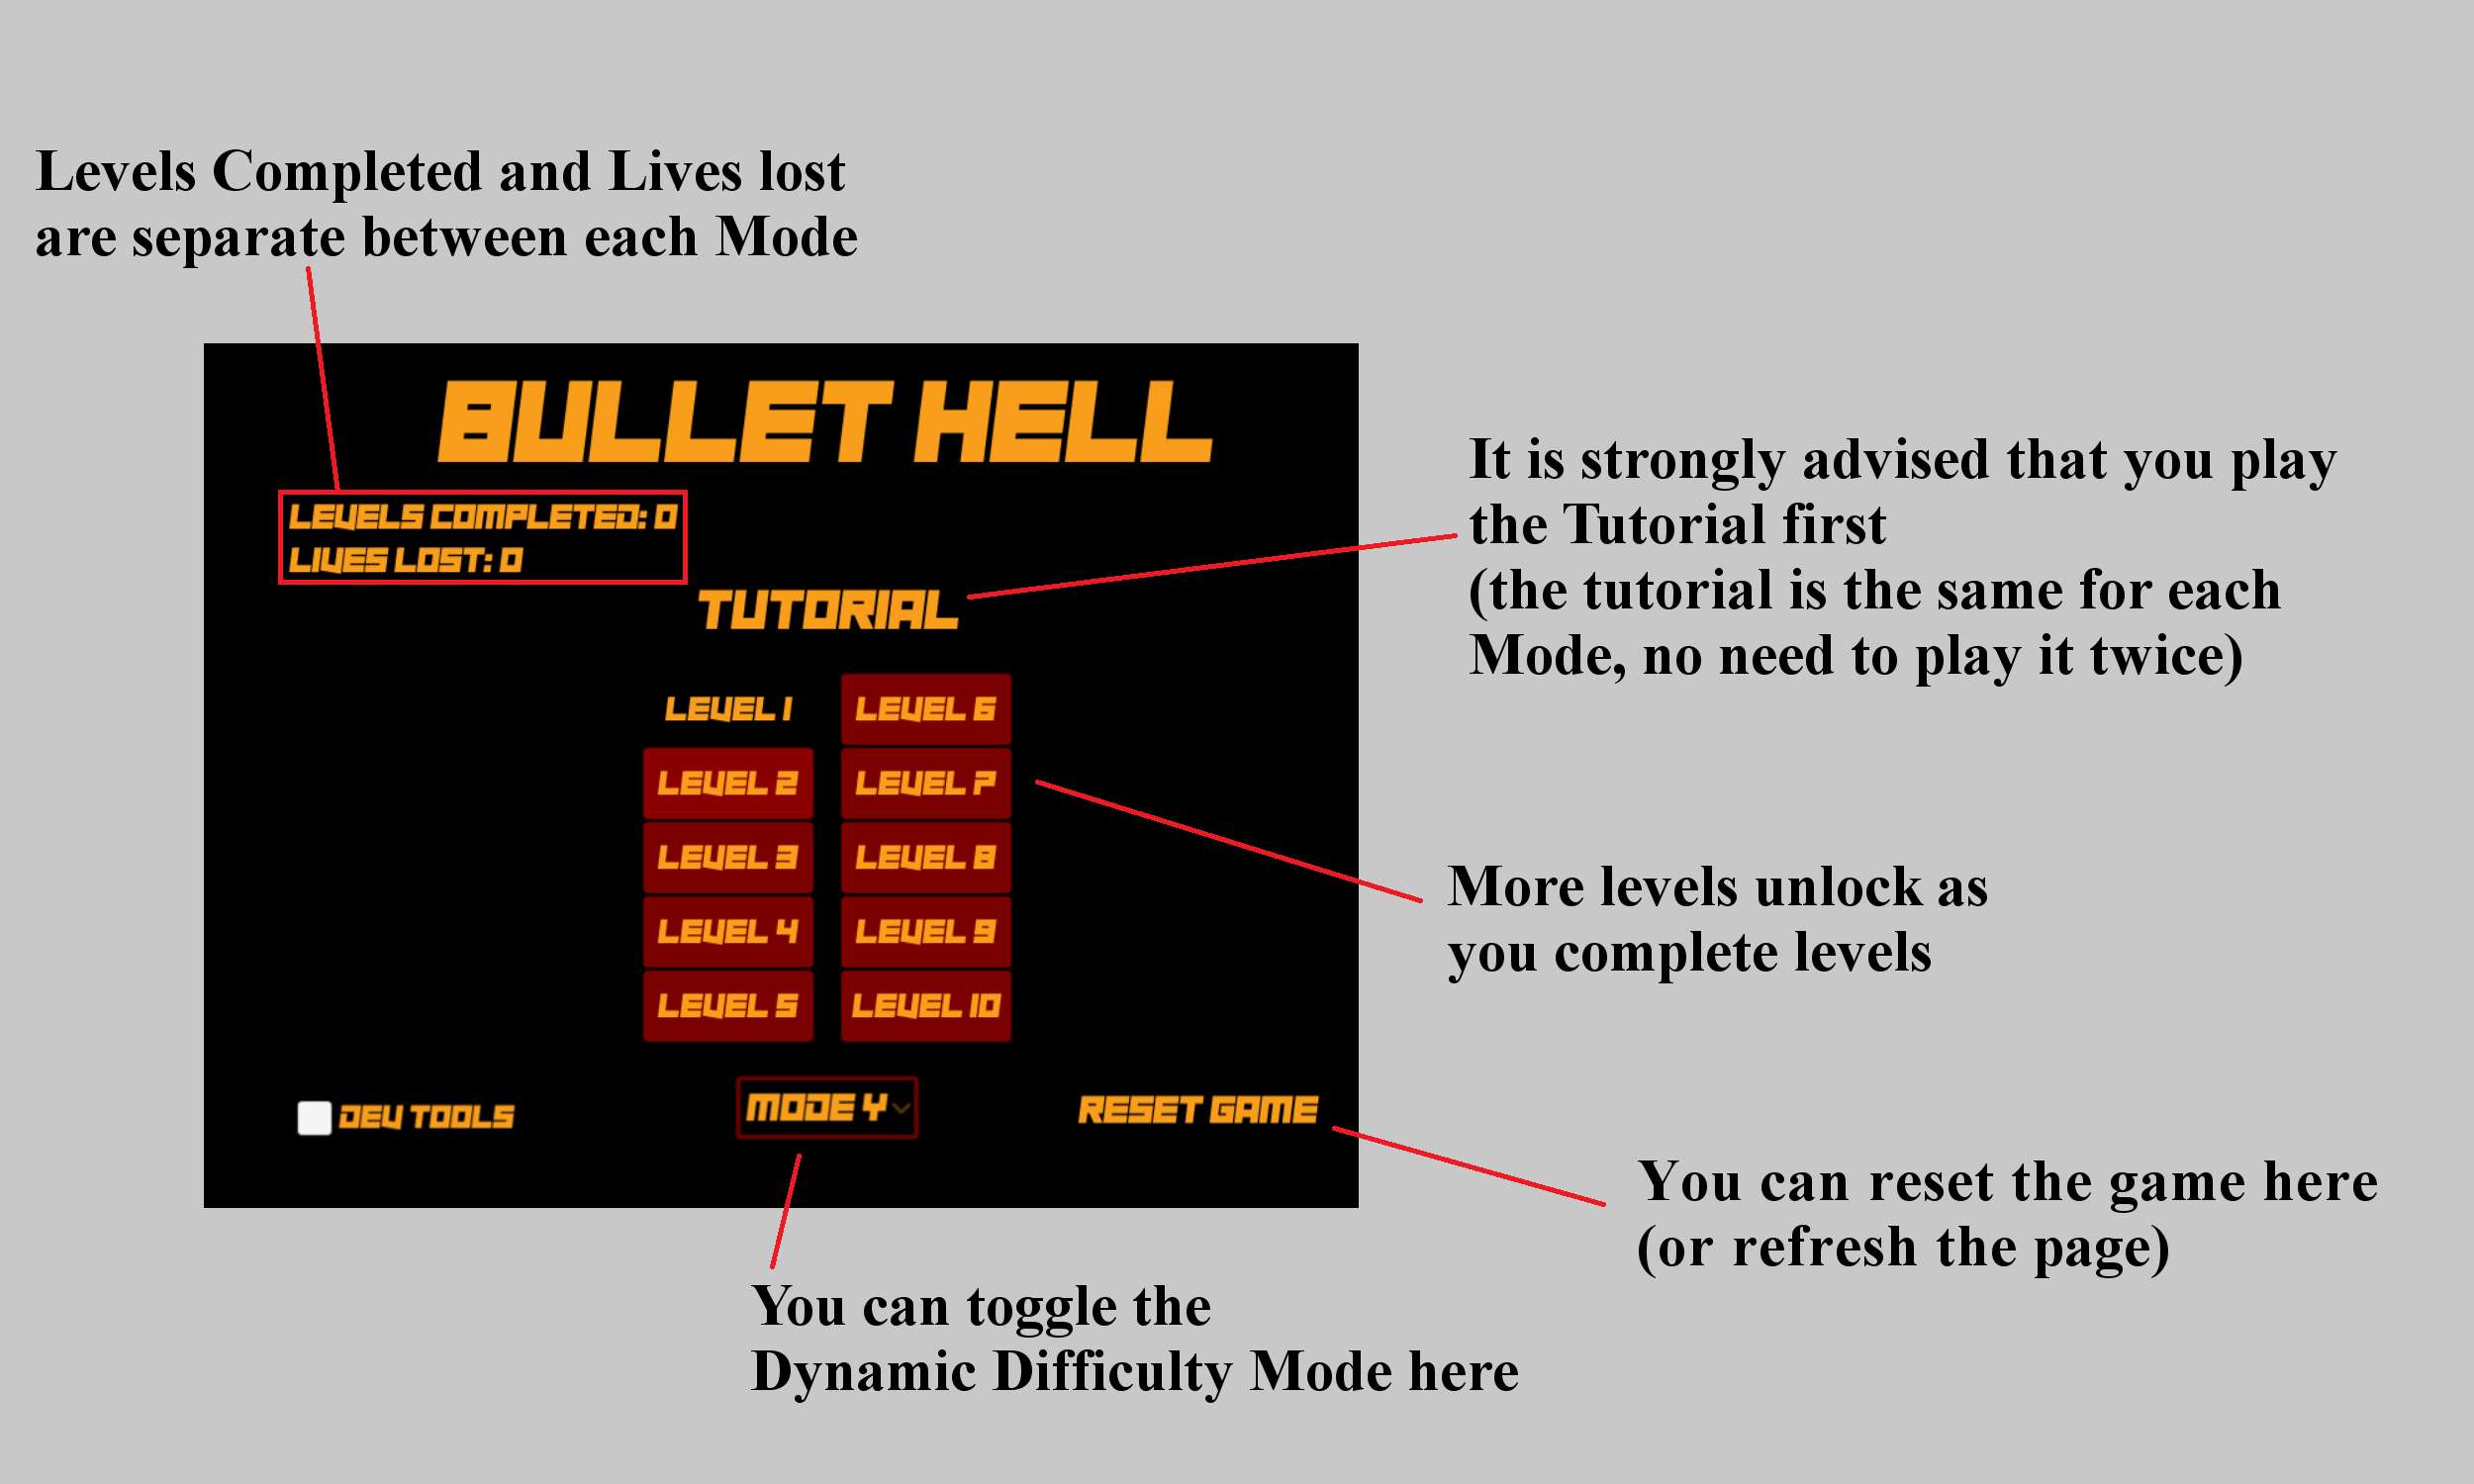 Levels Completed and Lives lost
are separate between each Mode
BULLET HELL
LEVELS COMPLETED: 0
LIVES LOST: 0
TUTORIAL
It is strongly advised that you play
the Tutorial first
(the tutorial is the same for each
Mode, no need to play it twice)
LEVEL 1
LEVEL 6
LEVEL 2
LEVEL 7
LEVEL 3
LEVEL 8
LEVEL 4
LEVEL 9
LEVEL 5
LEVEL 10
More levels unlock as
you complete levels
DEV TOOLS
MODE Y
RESET GAME
You can reset the game here
(or refresh the page)
You can toggle the
Dynamic Difficulty Mode here